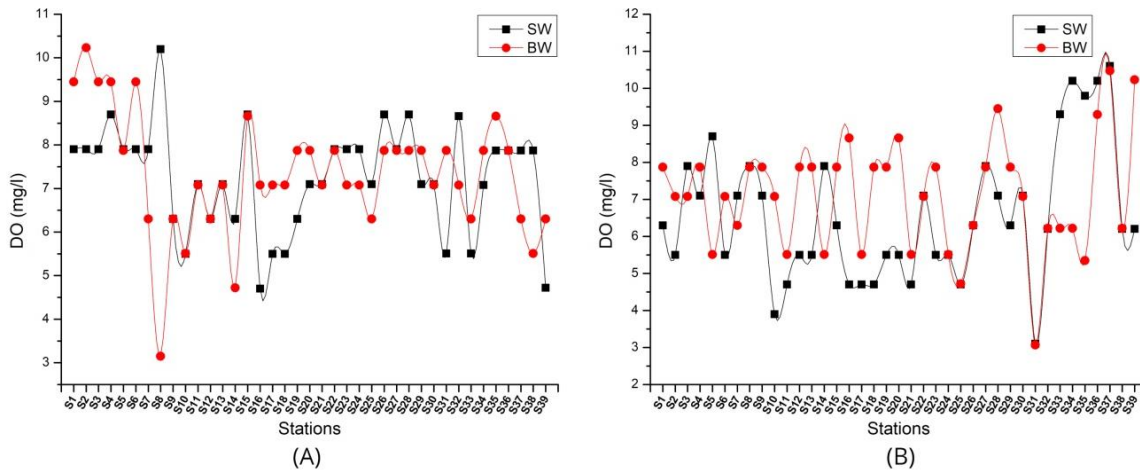 11
10
9
8
7
6
5
4
3
DO (mg/l)
SW
BW
S1 S2 S3 S4 S5 S6 S7 S8 S9 S10 S11 S12 S13 S14 S15 S16 S17 S18 S19 S20 S21 S22 S23 S24 S25 S26 S27 S28 S29 S30 S31 S32 S33 S34 S35 S36 S37 S38 S39
Stations
(A)
12
11
10
9
8
7
6
5
4
3
2
DO (mg/l)
SW
BW
S1 S2 S3 S4 S5 S6 S7 S8 S9 S10 S11 S12 S13 S14 S15 S16 S17 S18 S19 S20 S21 S22 S23 S24 S25 S26 S27 S28 S29 S30 S31 S32 S33 S34 S35 S36 S37 S38 S39
Stations
(B)